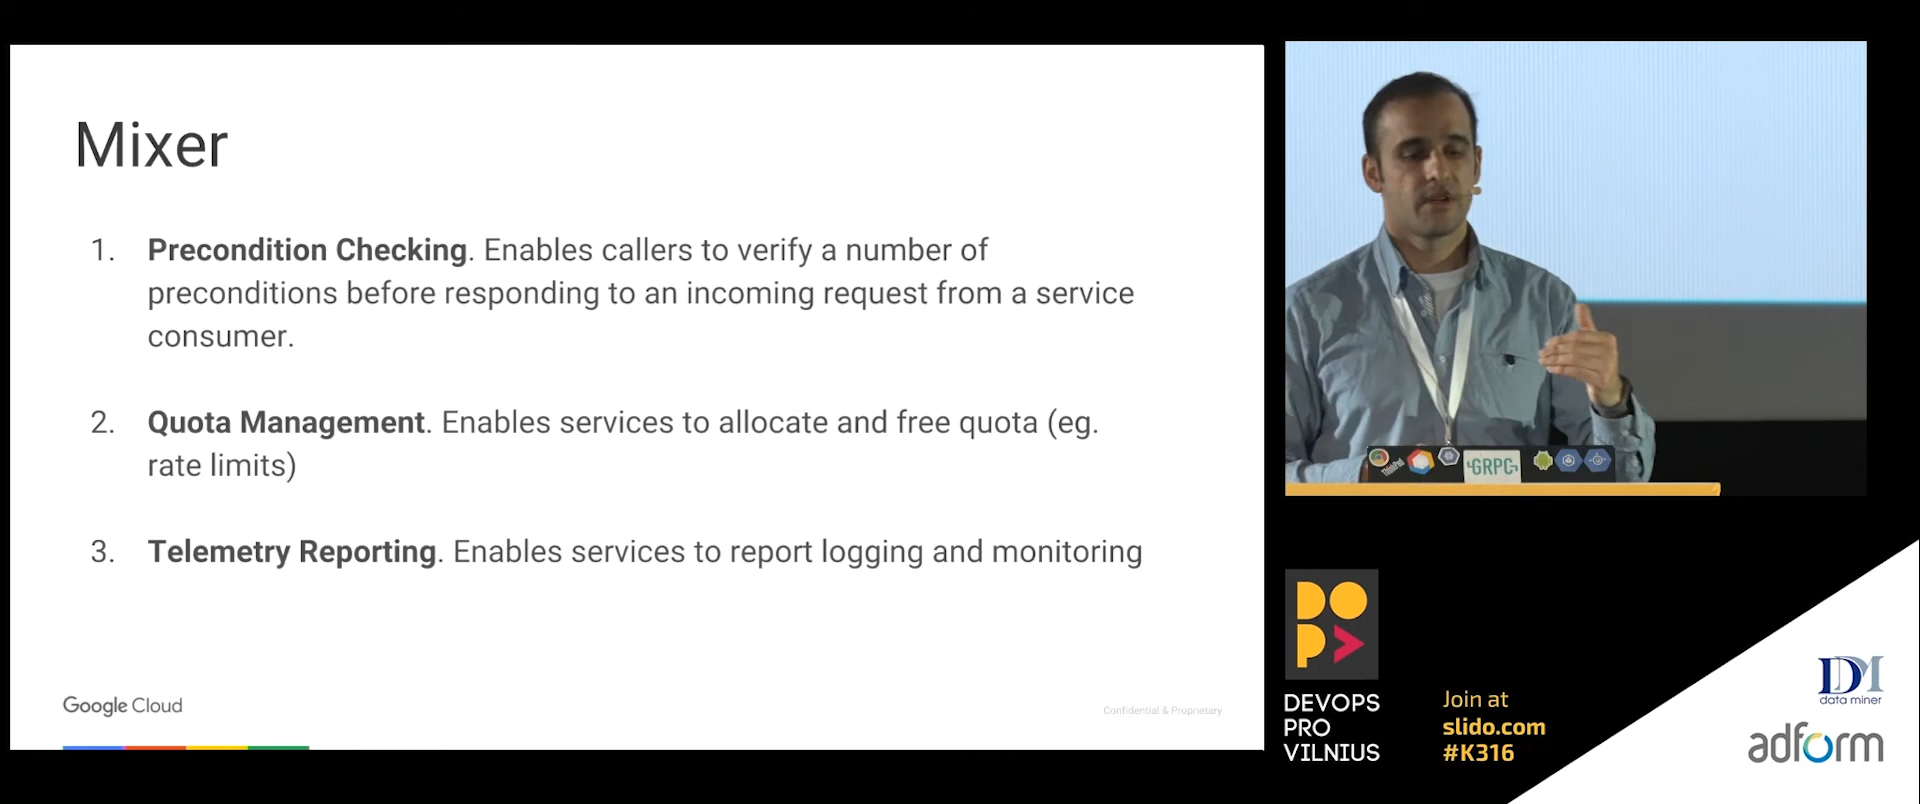 Mixer
1. Precondition Checking. Enables callers to verify a number of
preconditions before responding to an incoming request from a service
consumer.
2. Quota Management. Enables services to allocate and free quota (eg.
rate limits)
3. Telemetry Reporting. Enables services to report logging and monitoring
Google Cloud
Confidential & Proprietary
ThinkPad
GRPC
DO
P>
DEVOPS
PRO
VILNIUS
Join at
slido.com
#K316
DM
data miner
adform